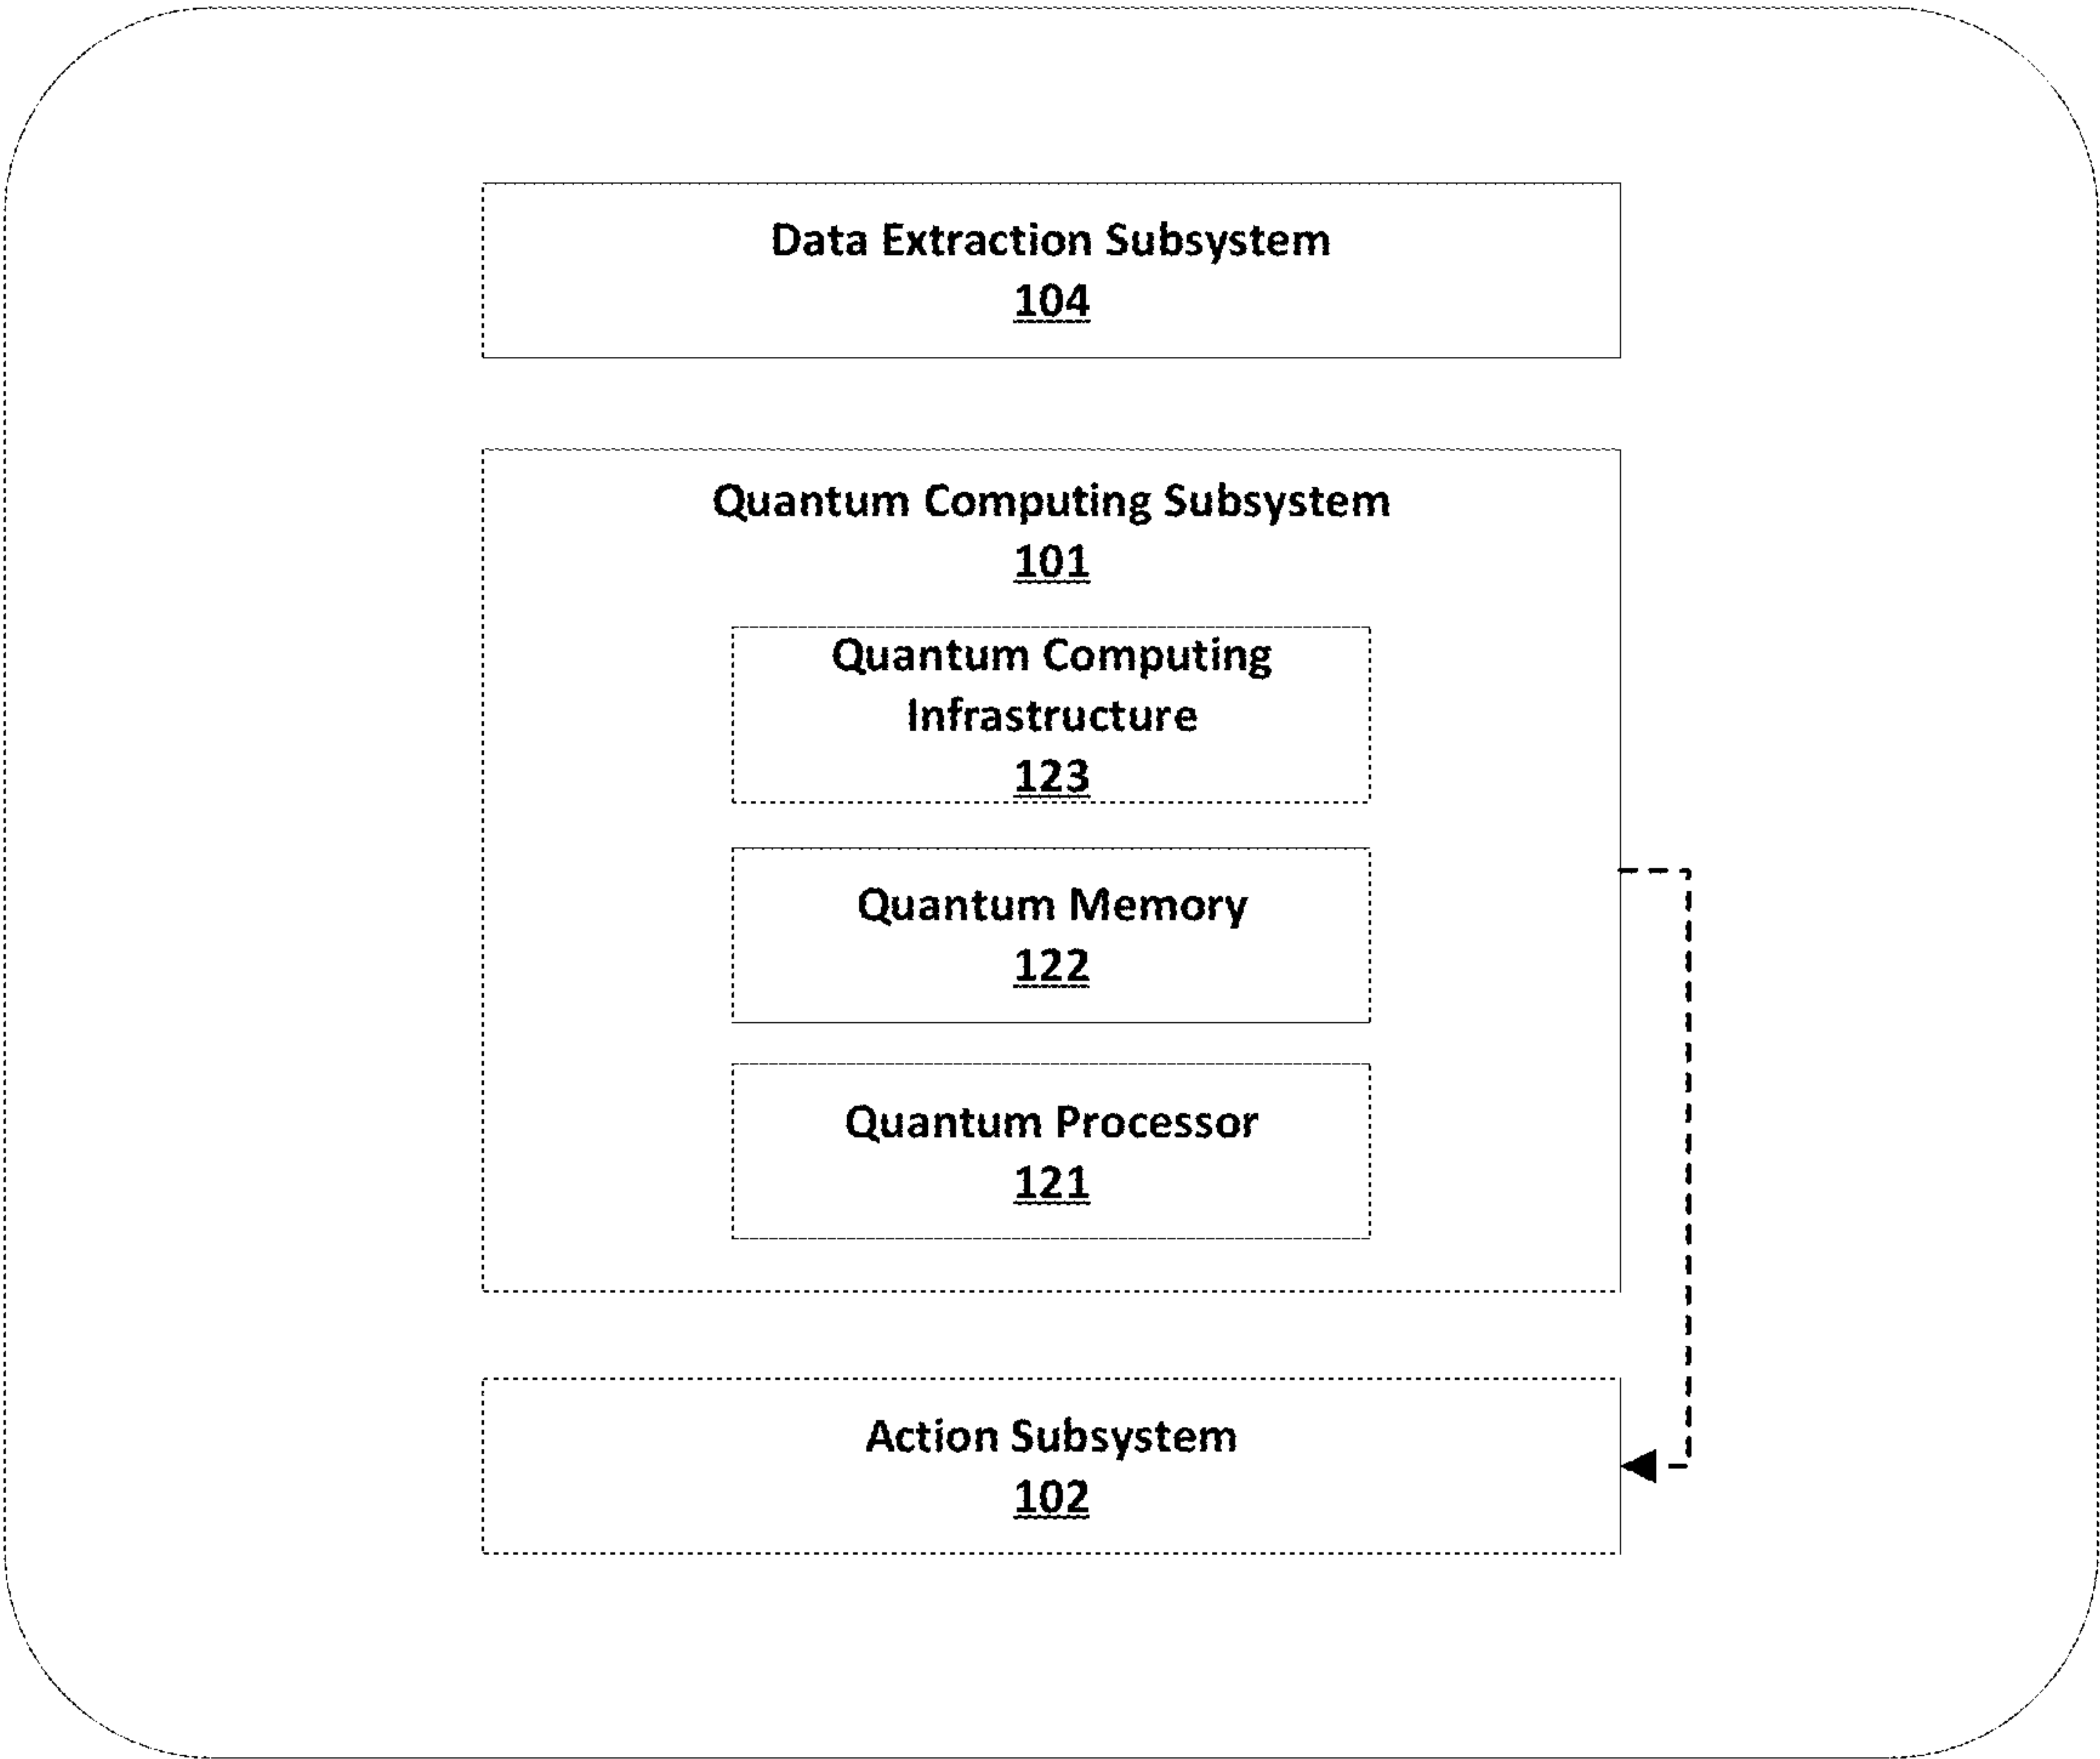 Data Extraction Subsystem
104
Quantum Computing Subsystem
101
Quantum Computing
Infrastructure
123
Quantum Memory
122
Quantum Processor
121
Action Subsystem
102